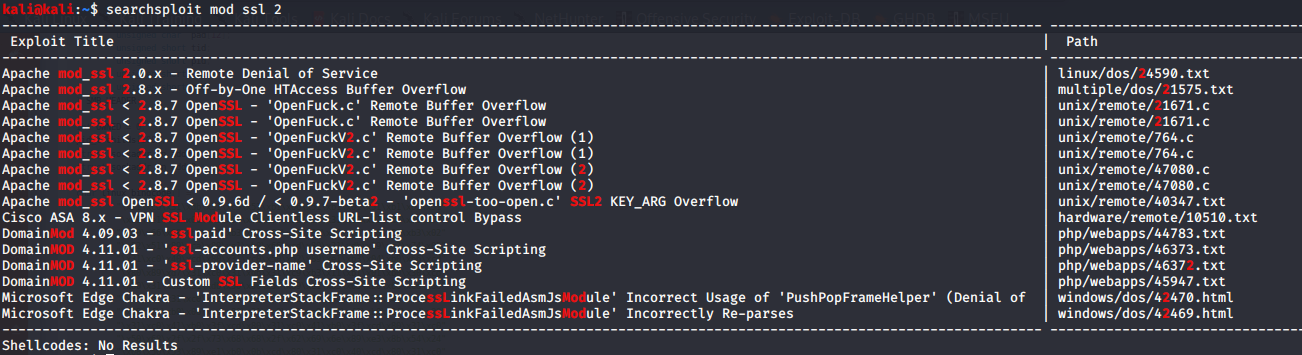 kali@kali:~$ searchsploit mod ssl 2
Exploit Title | Path
Apache mod_ssl 2.0.x - Remote Denial of Service | linux/dos/24590.txt
Apache mod_ssl 2.8.x - Off-by-One HTAccess Buffer Overflow | multiple/dos/21575.txt
Apache mod_ssl < 2.8.7 OpenSSL - 'OpenFuck.c' Remote Buffer Overflow | unix/remote/21671.c
Apache mod_ssl < 2.8.7 OpenSSL - 'OpenFuck.c' Remote Buffer Overflow | unix/remote/21671.c
Apache mod_ssl < 2.8.7 OpenSSL - 'OpenFuckV2.c' Remote Buffer Overflow (1) | unix/remote/764.c
Apache mod_ssl < 2.8.7 OpenSSL - 'OpenFuckV2.c' Remote Buffer Overflow (1) | unix/remote/764.c
Apache mod_ssl < 2.8.7 OpenSSL - 'OpenFuckV2.c' Remote Buffer Overflow (2) | unix/remote/47080.c
Apache mod_ssl < 2.8.7 OpenSSL - 'OpenFuckV2.c' Remote Buffer Overflow (2) | unix/remote/47080.c
Apache mod_ssl OpenSSL < 0.9.6d / < 0.9.7-beta2 - 'openssl-too-open.c' SSL2 KEY_ARG Overflow | unix/remote/40347.txt
Cisco ASA 8.x - VPN SSL Module Clientless URL-list control Bypass | hardware/remote/10510.txt
DomainMod 4.09.03 - 'sslpaid' Cross-Site Scripting | php/webapps/44783.txt
DomainMOD 4.11.01 - 'ssl-accounts.php username' Cross-Site Scripting | php/webapps/46373.txt
DomainMOD 4.11.01 - 'ssl-provider-name' Cross-Site Scripting | php/webapps/46372.txt
DomainMOD 4.11.01 - Custom SSL Fields Cross-Site Scripting | php/webapps/45947.txt
Microsoft Edge Chakra - 'InterpreterStackFrame::ProcessLinkFailedAsmJsModule' Incorrect Usage of 'PushPopFrameHelper' (Denial of | windows/dos/42470.html
Microsoft Edge Chakra - 'InterpreterStackFrame::ProcessLinkFailedAsmJsModule' Incorrectly Re-parses | windows/dos/42469.html
Shellcodes: No Results